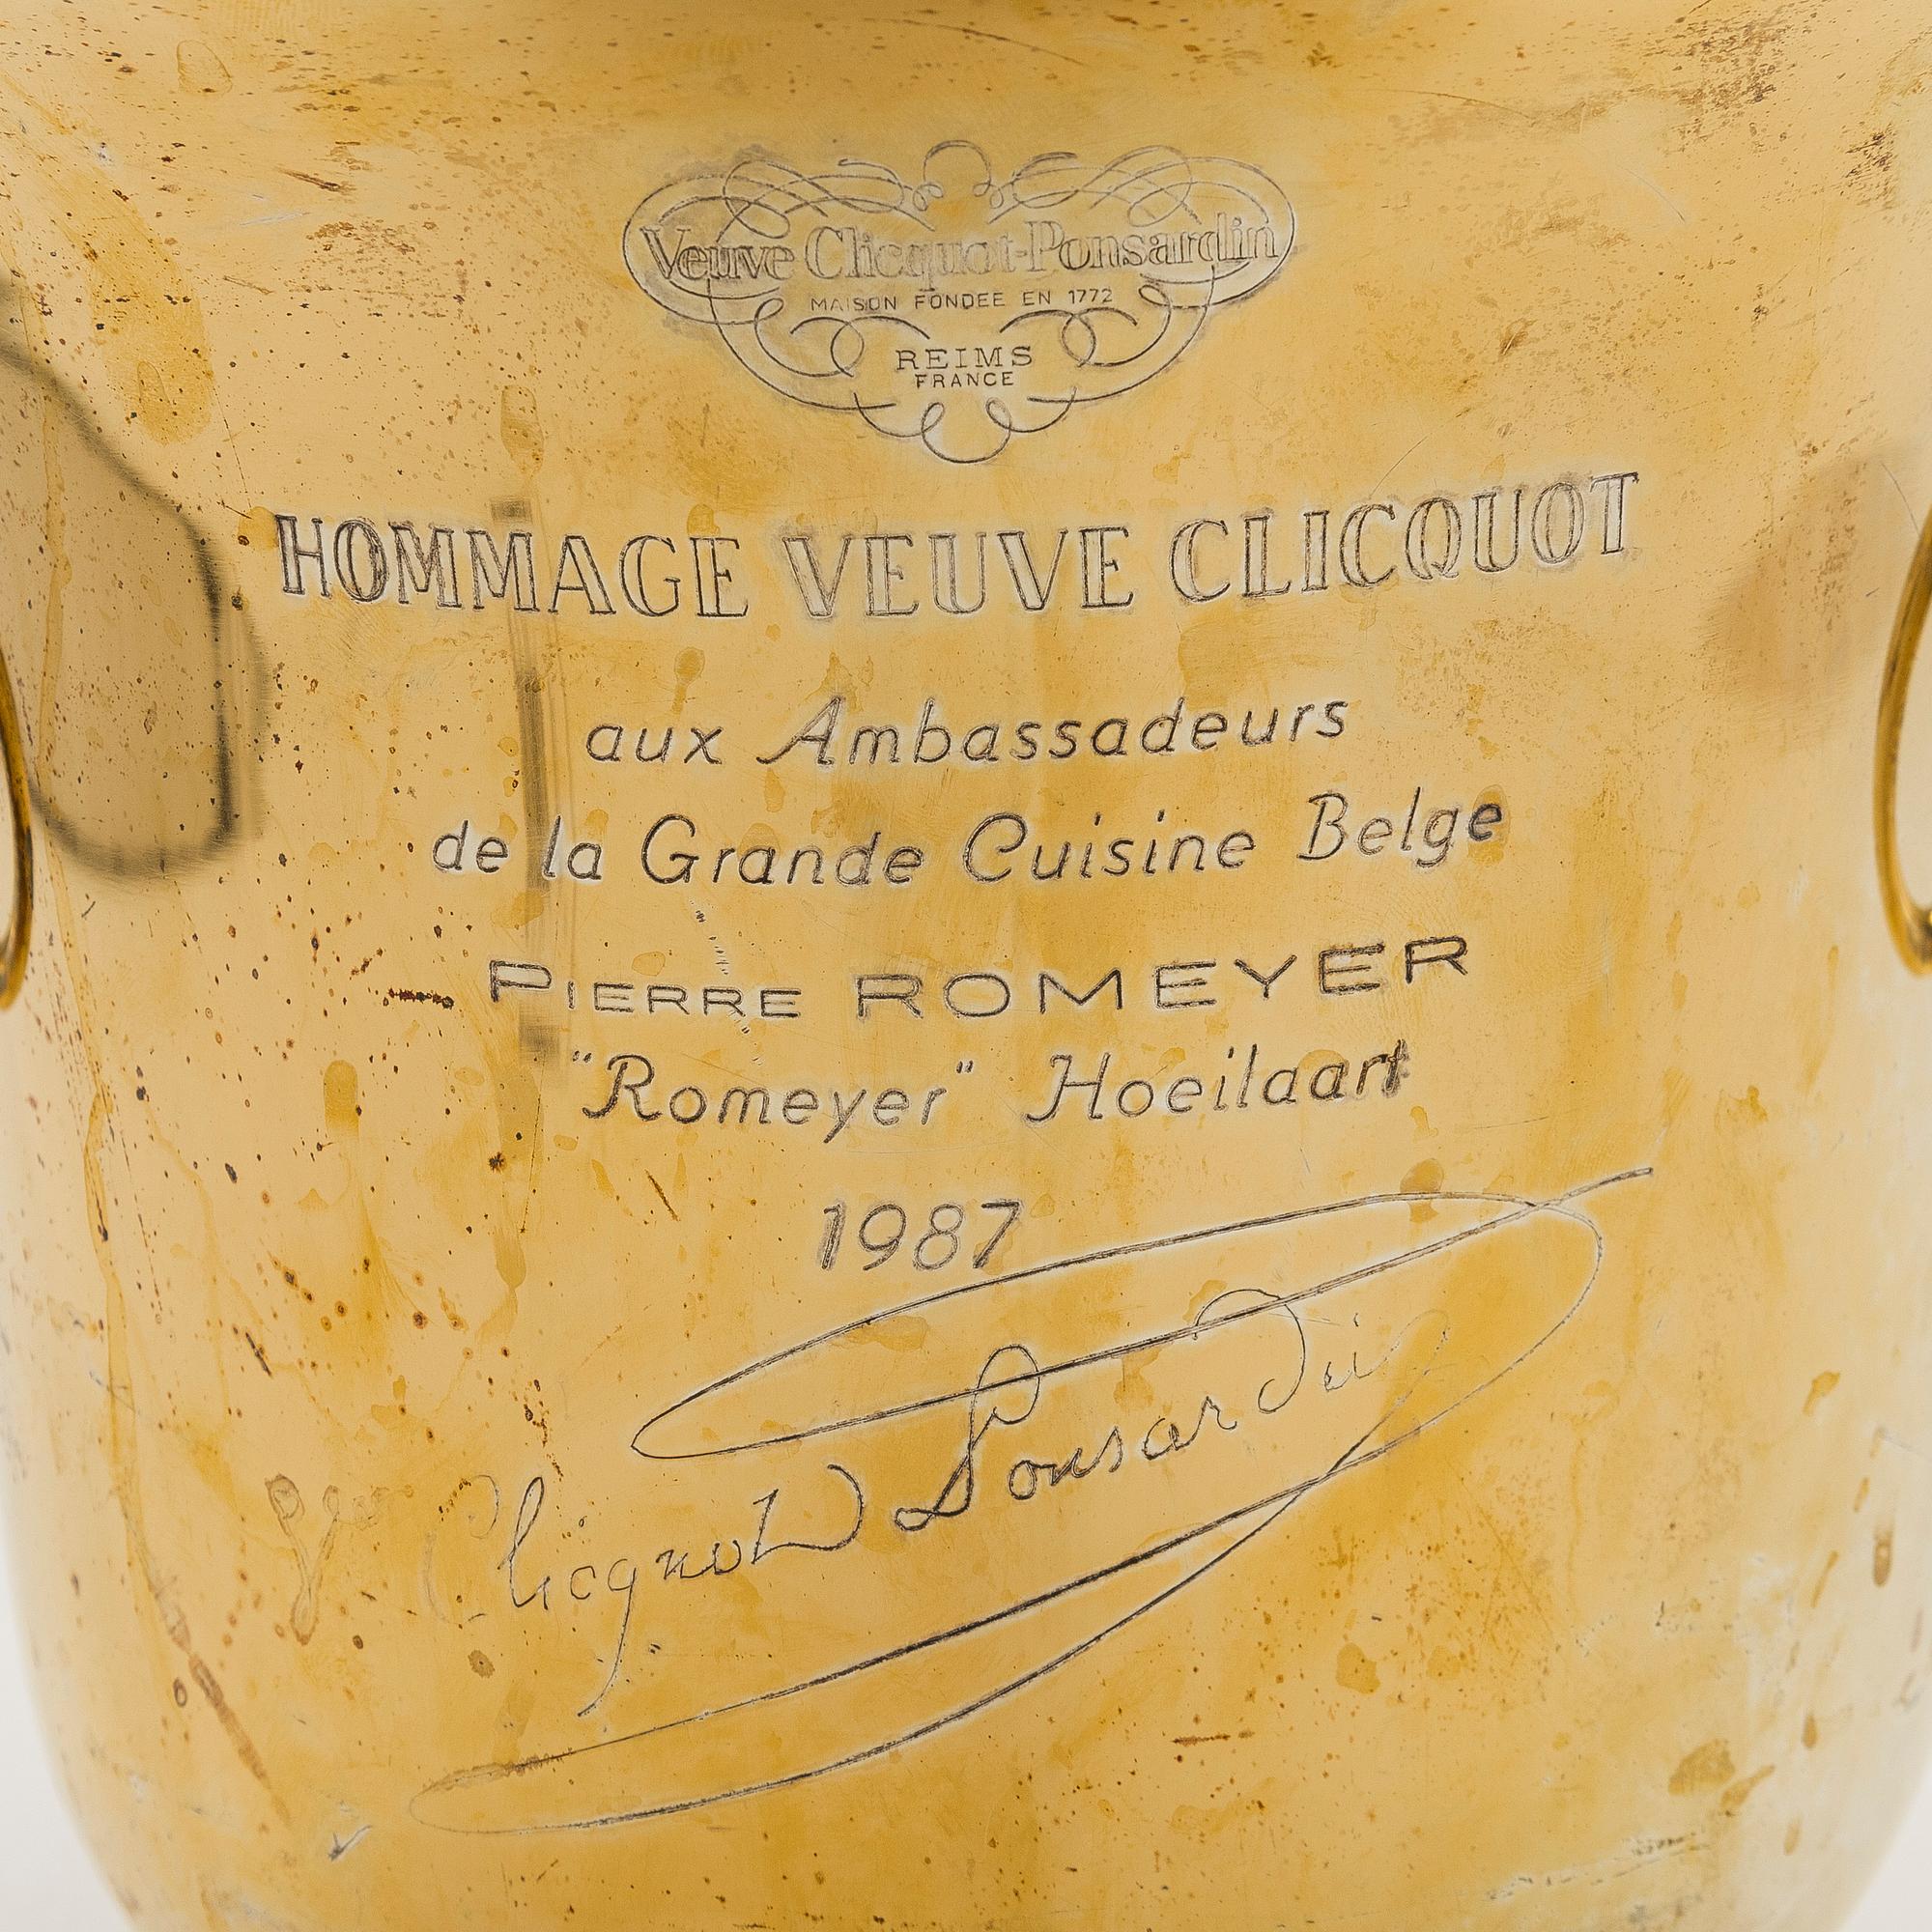 Veuve Clicquot-Ponsardin
MAISON FONDEE EN 1772
REIMS
FRANCE
HOMMAGE VEUVE CLICQUOT
aux Ambassadeurs
de la Grande Cuisine Belge
PIERRE ROMEYER
"Romeyer" Hoeilaart
1987
Clicquot Ponsardin